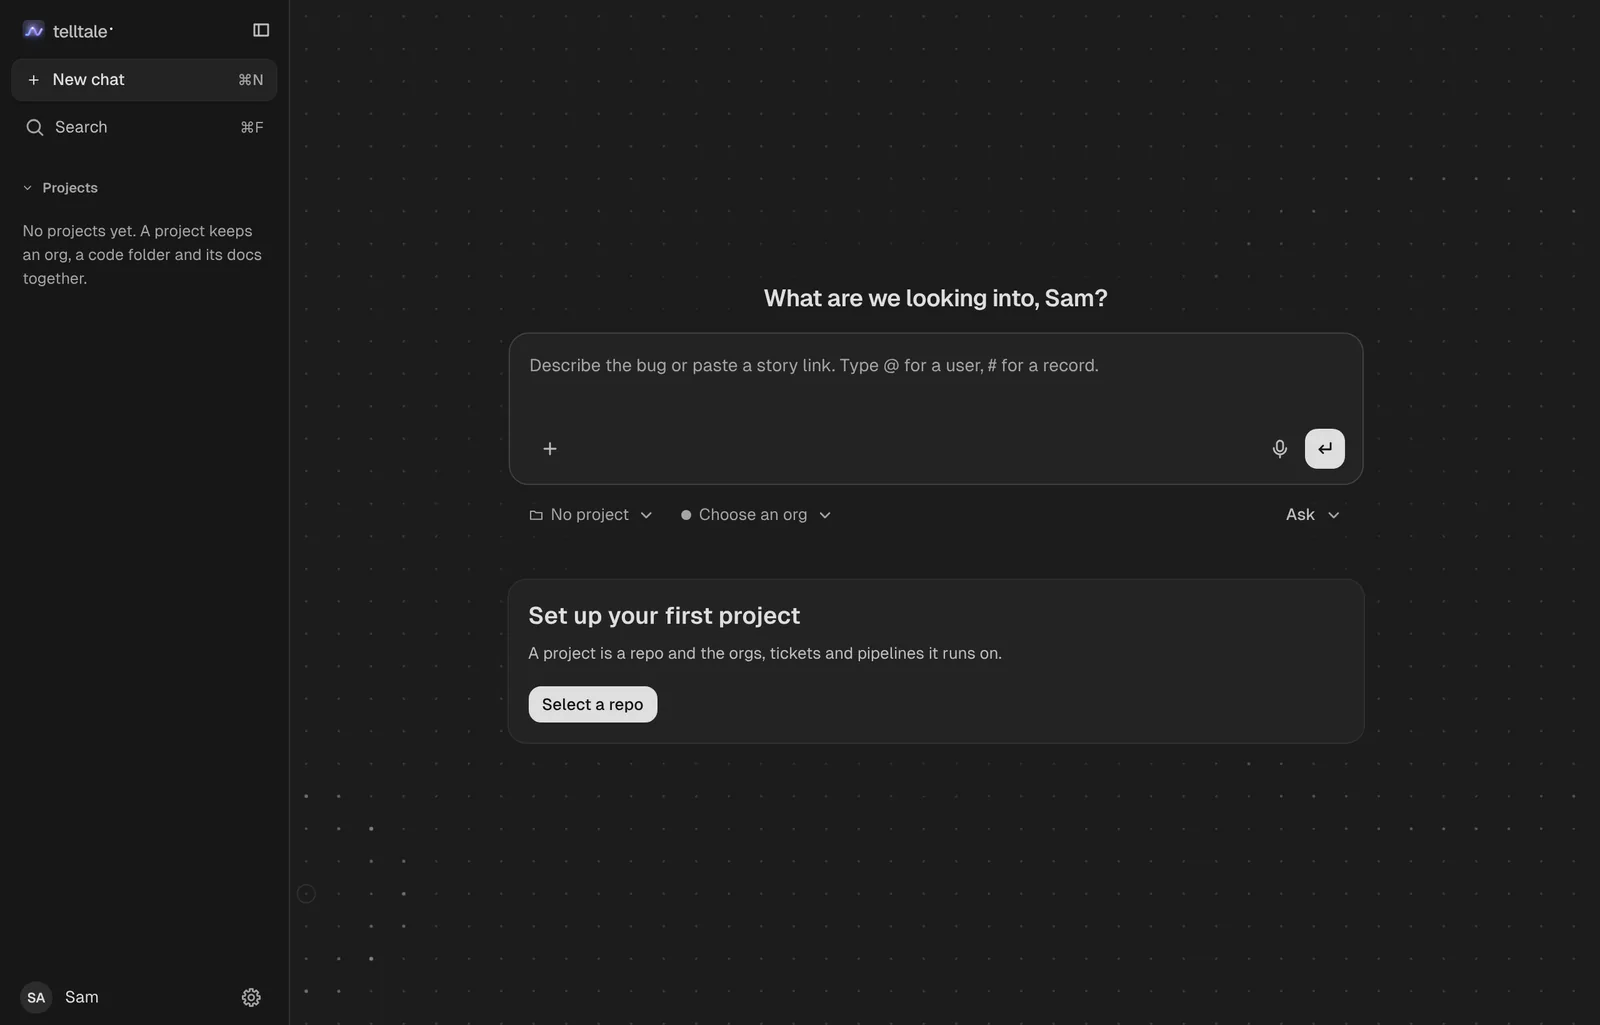 telltale
New chat ⌘N
Search ⌘F
Projects
No projects yet. A project keeps
an org, a code folder and its docs
together.
What are we looking into, Sam?
Describe the bug or paste a story link. Type @ for a user, # for a record.
No project
Choose an org
Ask
Set up your first project
A project is a repo and the orgs, tickets and pipelines it runs on.
Select a repo
SA
Sam